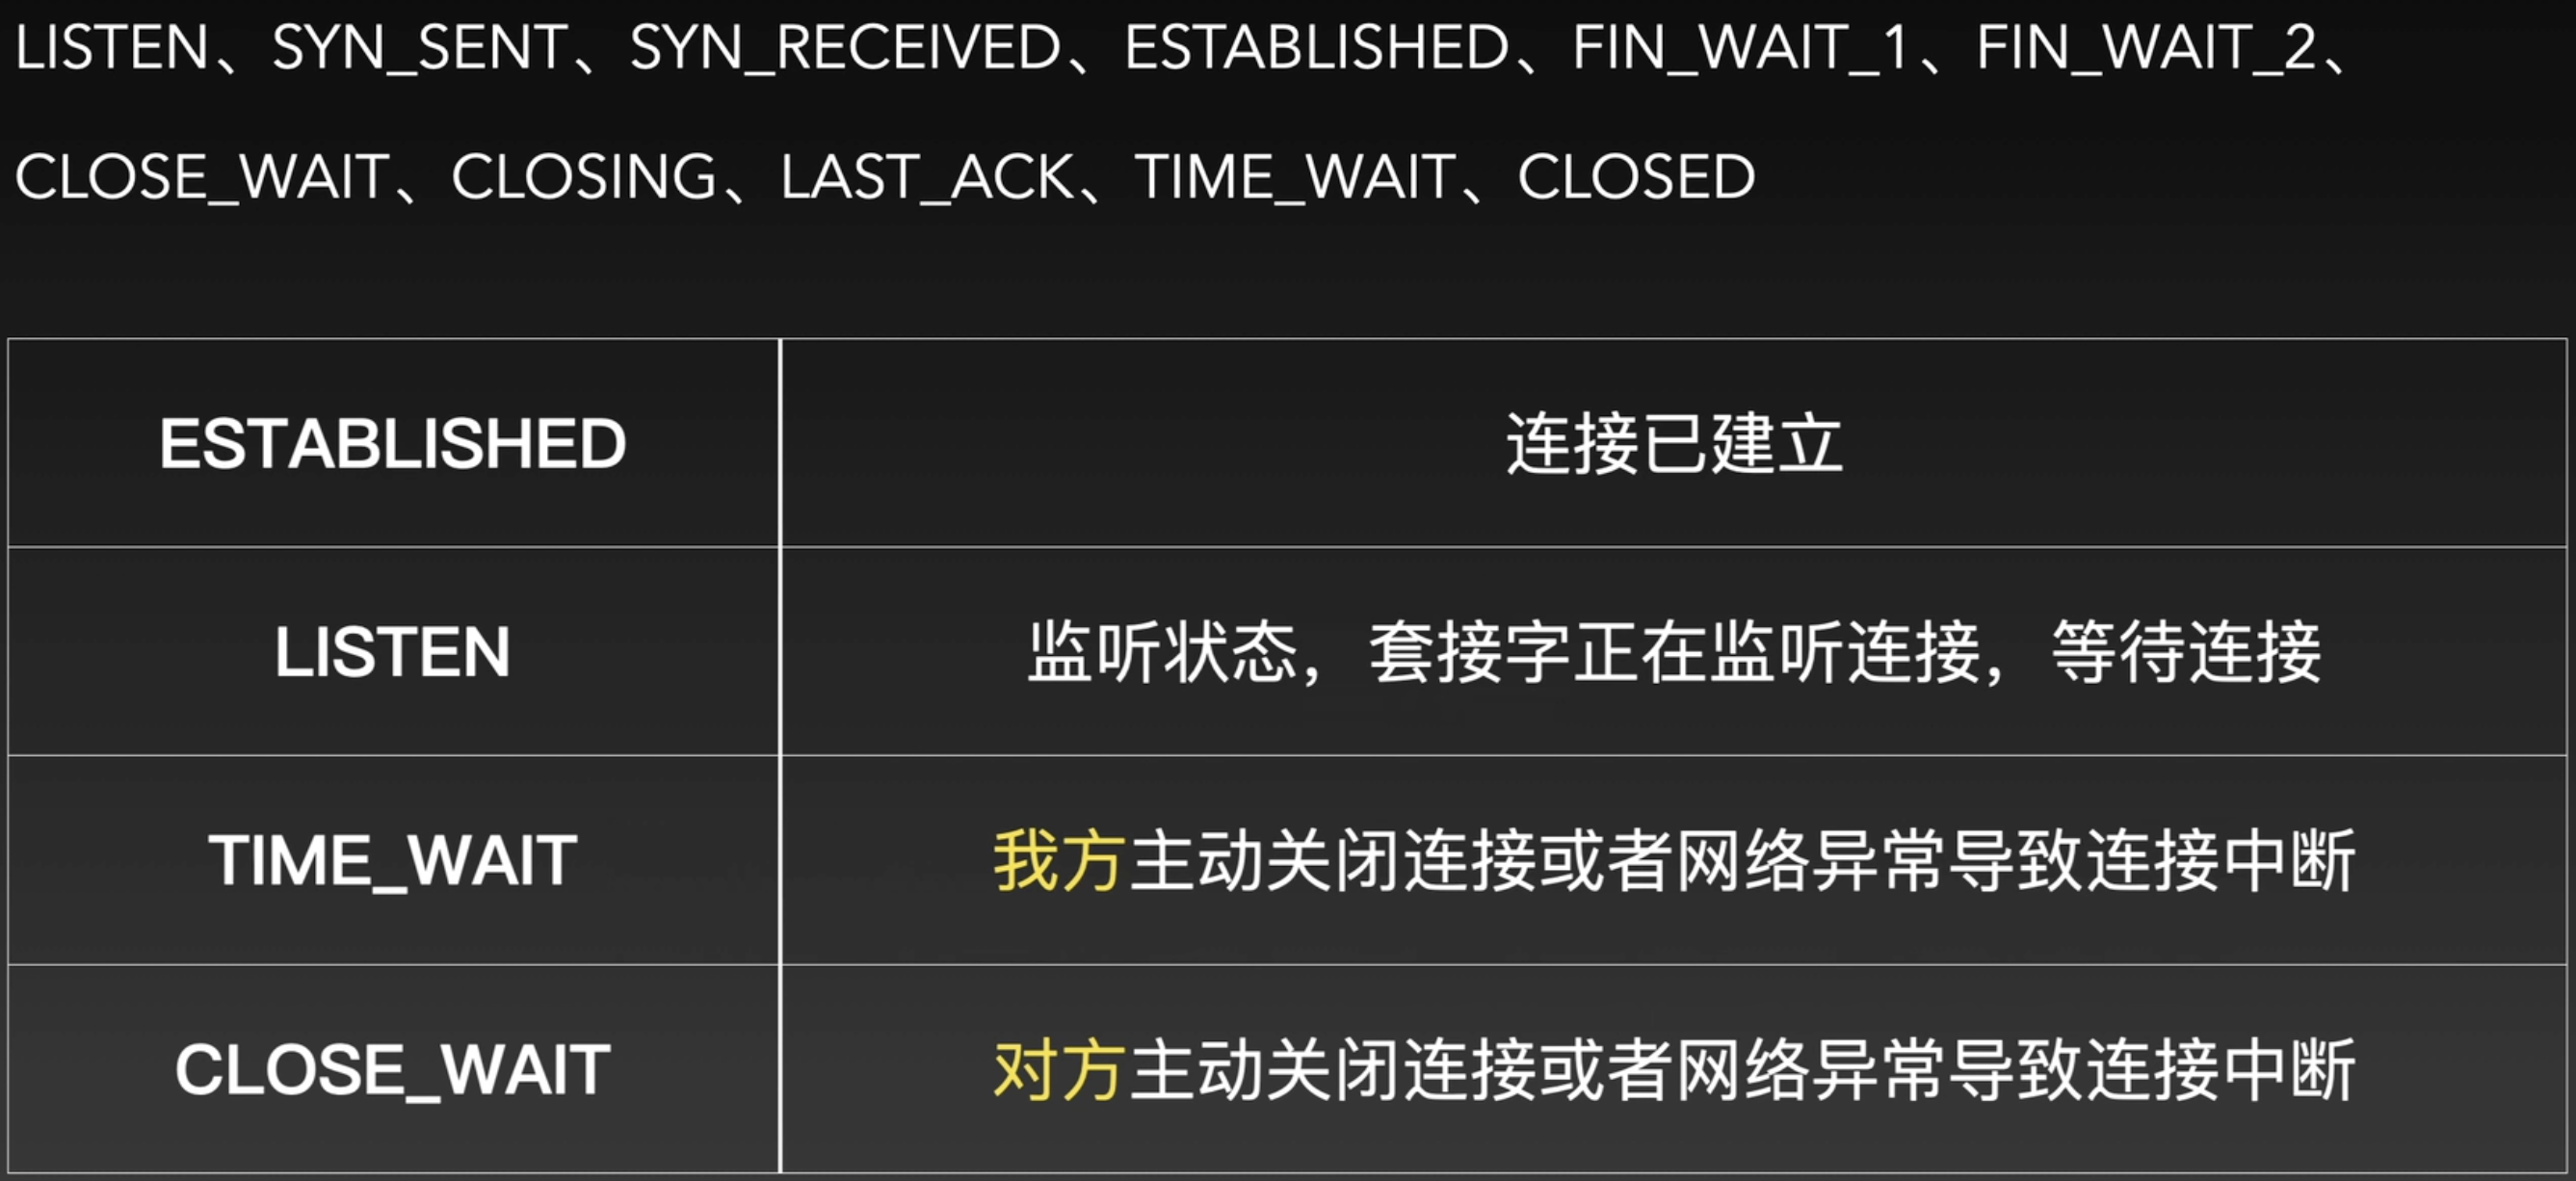 LISTEN、SYN_SENT、SYN_RECEIVED、ESTABLISHED、FIN_WAIT_1、FIN_WAIT_2、
CLOSE_WAIT、CLOSING、LAST_ACK、TIME_WAIT、CLOSED
ESTABLISHED 连接已建立
LISTEN 监听状态，套接字正在监听连接，等待连接
TIME_WAIT 我方主动关闭连接或者网络异常导致连接中断
CLOSE_WAIT 对方主动关闭连接或者网络异常导致连接中断